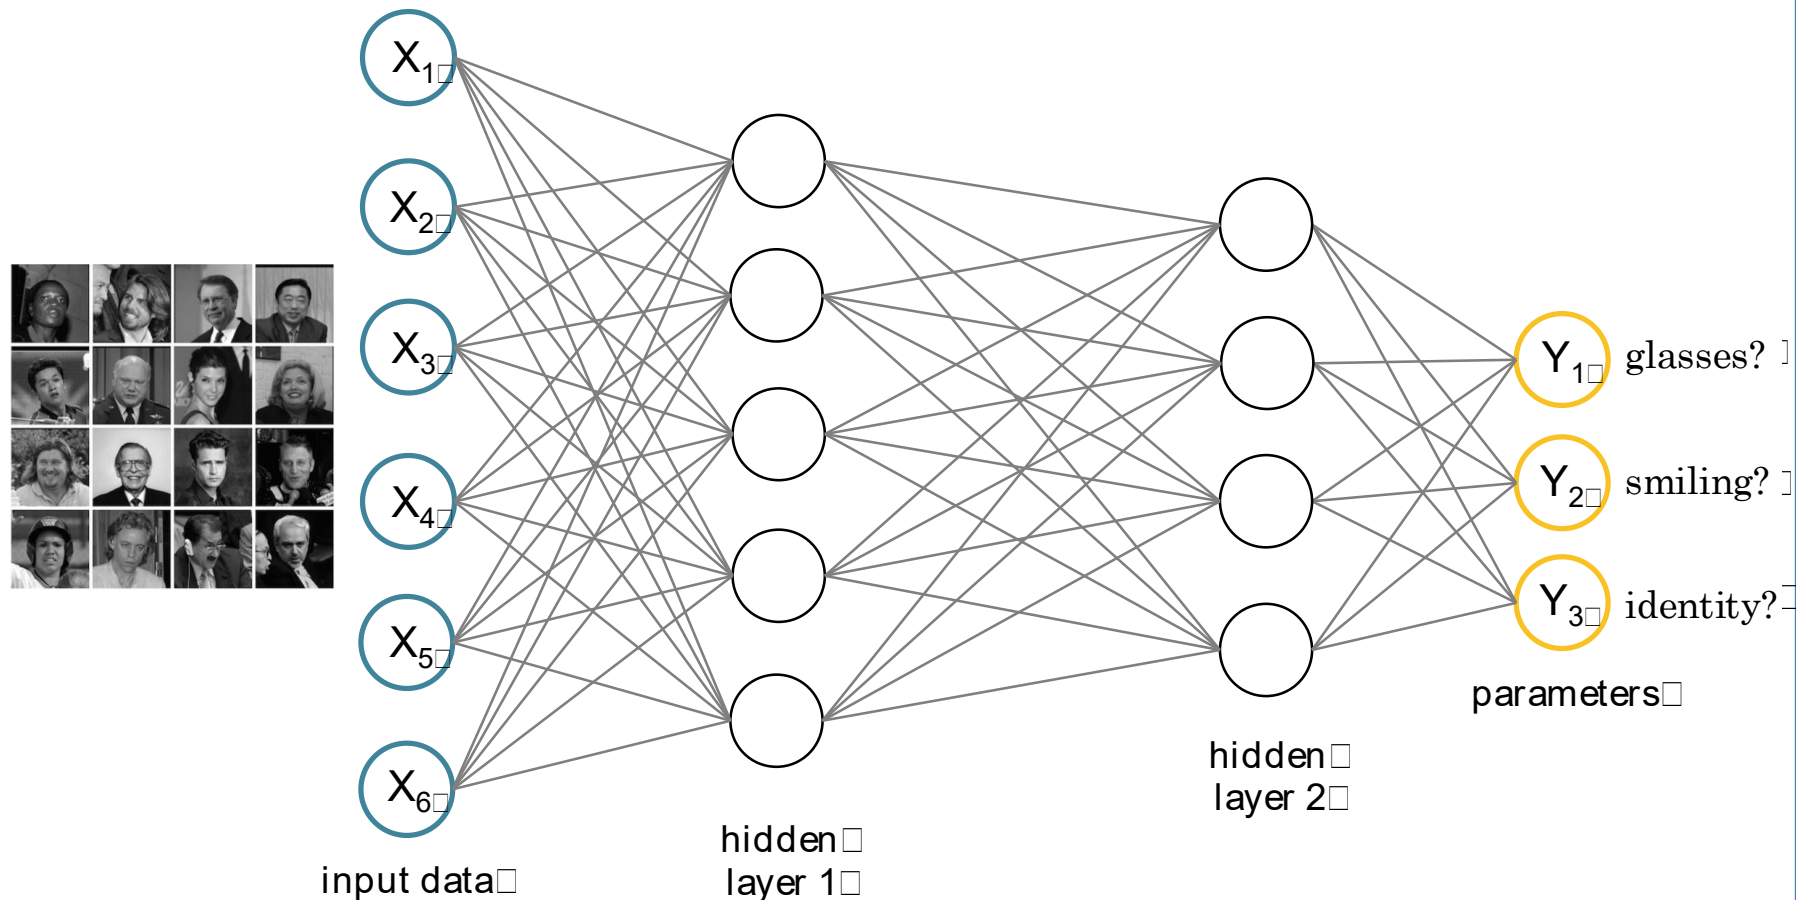 X1
X2
X3
X4
X5
X6
input data
hidden
layer 1
hidden
layer 2
Y1 glasses?
Y2 smiling?
Y3 identity?
parameters